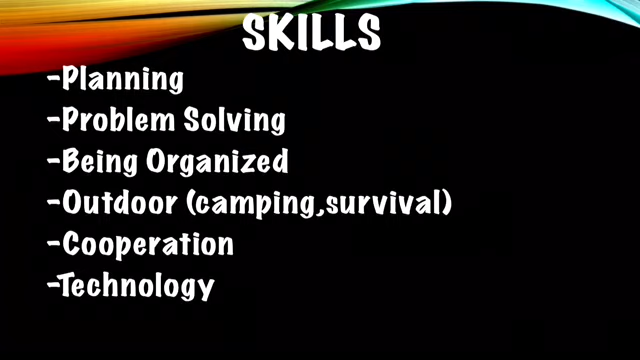 SKILLS
-Planning
-Problem Solving
-Being Organized
-Outdoor (camping,survival)
-Cooperation
-Technology